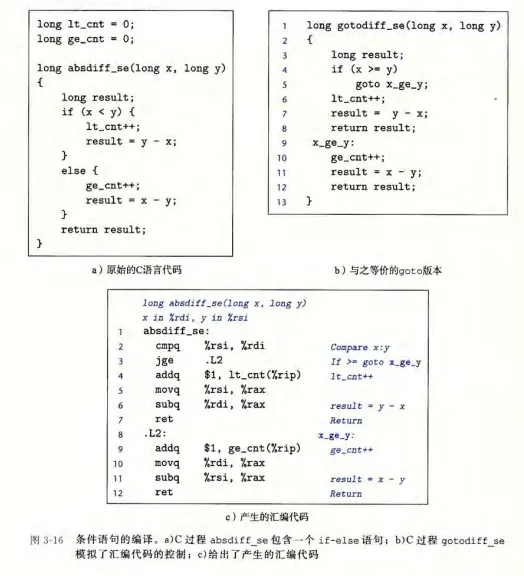 long lt_cnt = 0;
long ge_cnt = 0;
long absdiff_se(long x, long y)
{
    long result;
    if (x < y) {
        lt_cnt++;
        result = y - x;
    }
    else {
        ge_cnt++;
        result = x - y;
    }
    return result;
}
a）原始的C语言代码
1 long gotodiff_se(long x, long y)
2 {
3     long result;
4     if (x >= y)
5         goto x_ge_y;
6     lt_cnt++;
7     result = y - x;
8     return result;
9  x_ge_y:
10     ge_cnt++;
11     result = x - y;
12     return result;
13 }
b）与之等价的goto版本
long absdiff_se(long x, long y)
x in %rdi, y in %rsi
1 absdiff_se:
2   cmpq    %rsi, %rdi    Compare x:y
3   jge     .L2    If >= goto x_ge_y
4   addq    $1, lt_cnt(%rip)    lt_cnt++
5   movq    %rsi, %rax
6   subq    %rdi, %rax    result = y - x
7   ret    Return
8 .L2:    x_ge_y:
9   addq    $1, ge_cnt(%rip)    ge_cnt++
10   movq    %rdi, %rax
11   subq    %rsi, %rax    result = x - y
12   ret    Return
c）产生的汇编代码
图 3-16 条件语句的编译。a)C 过程 absdiff_se 包含一个 if-else 语句；b)C 过程 gotodiff_se
模拟了汇编代码的控制；c)给出了产生的汇编代码